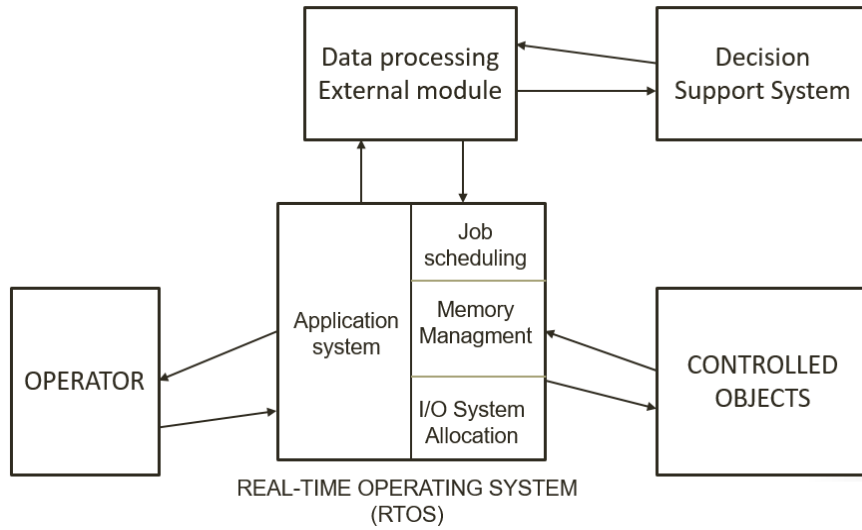 Data processing
External module
Decision
Support System
Job
scheduling
Application
system
Memory
Managment
I/O System
Allocation
OPERATOR
CONTROLLED
OBJECTS
REAL-TIME OPERATING SYSTEM
(RTOS)